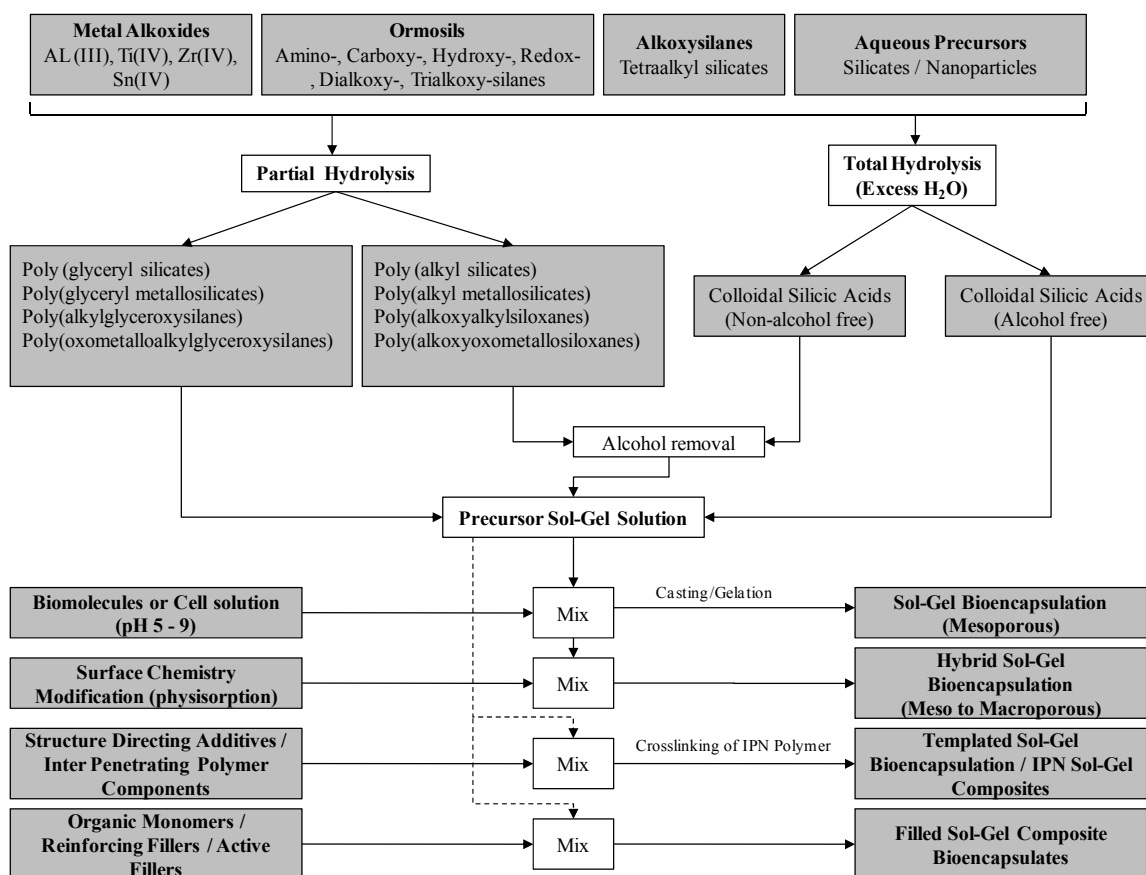 Metal Alkoxides
AL (III), Ti(IV), Zr(IV),
Sn(IV)
Ormosils
Amino-, Carboxy-, Hydroxy-, Redox-
, Dialkoxy-, Trialkoxy-silanes
Alkoxysilanes
Tetraalkyl silicates
Aqueous Precursors
Silicates / Nanoparticles
Partial Hydrolysis
Total Hydrolysis
(Excess H₂O)
Poly (glyceryl silicates)
Poly(glyceryl metallosilicates)
Poly(alkylglyceroxysilanes)
Poly(oxometalloalkylglyceroxysilanes)
Poly (alkyl silicates)
Poly(alkyl metallosilicates)
Poly(alkoxyalkylsiloxanes)
Poly(alkoxyoxometallosiloxanes)
Colloidal Silicic Acids
(Non-alcohol free)
Colloidal Silicic Acids
(Alcohol free)
Alcohol removal
Precursor Sol-Gel Solution
Biomolecules or Cell solution
(pH 5 - 9)
Mix
Casting/Gelation
Sol-Gel Bioencapsulation
(Mesoporous)
Surface Chemistry
Modification (physisorption)
Mix
Hybrid Sol-Gel
Bioencapsulation
(Meso to Macroporous)
Structure Directing Additives /
Inter Penetrating Polymer
Components
Mix
Crosslinking of IPN Polymer
Templated Sol-Gel
Bioencapsulation / IPN Sol-Gel
Composites
Organic Monomers /
Reinforcing Fillers / Active
Fillers
Mix
Filled Sol-Gel Composite
Bioencapsulates